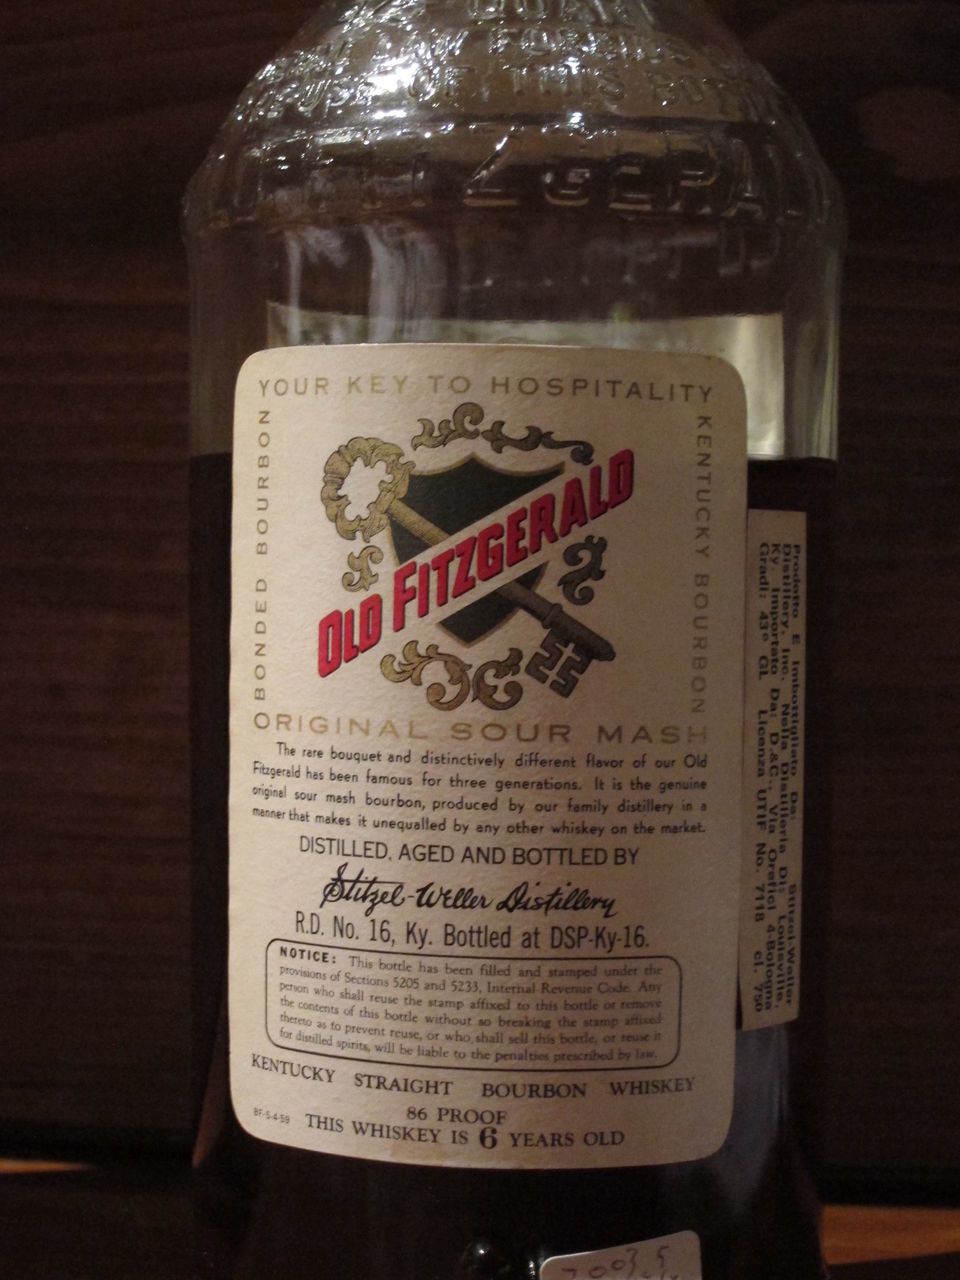 LAW FORBIDS
USE OF THIS BOTTLE
YOUR KEY TO HOSPITALITY
BONDED BOURBON
KENTUCKY BOURBON
OLD FITZGERALD
ORIGINAL SOUR MASH
The rare bouquet and distinctively different flavor of our Old
Fitzgerald has been famous for three generations. It is the genuine
original sour mash bourbon, produced by our family distillery in a
manner that makes it unequalled by any other whiskey on the market.
DISTILLED, AGED AND BOTTLED BY
Stitzel-Weller Distillery
R.D. No. 16, Ky. Bottled at DSP-Ky-16.
NOTICE: This bottle has been filled and stamped under the
provisions of Sections 5205 and 5233, Internal Revenue Code. Any
person who shall reuse the stamp affixed to this bottle or remove
the contents of this bottle without so breaking the stamp affixed
thereto as to prevent reuse, or who shall sell this bottle, or reuse it
for distilled spirits, will be liable to the penalties prescribed by law.
KENTUCKY STRAIGHT BOURBON WHISKEY
86 PROOF
BF-5-4-59 THIS WHISKEY IS 6 YEARS OLD
Prodotto E Imbottigliato Da: Stitzel-Weller
Distillery, Inc. Nella Distilleria Di: Louisville,
Ky. Importato Da: D.&C., Via Orefici 4-Bologna
Gradi: 43° GL Licenza UTIF No. 7118 cl. 750